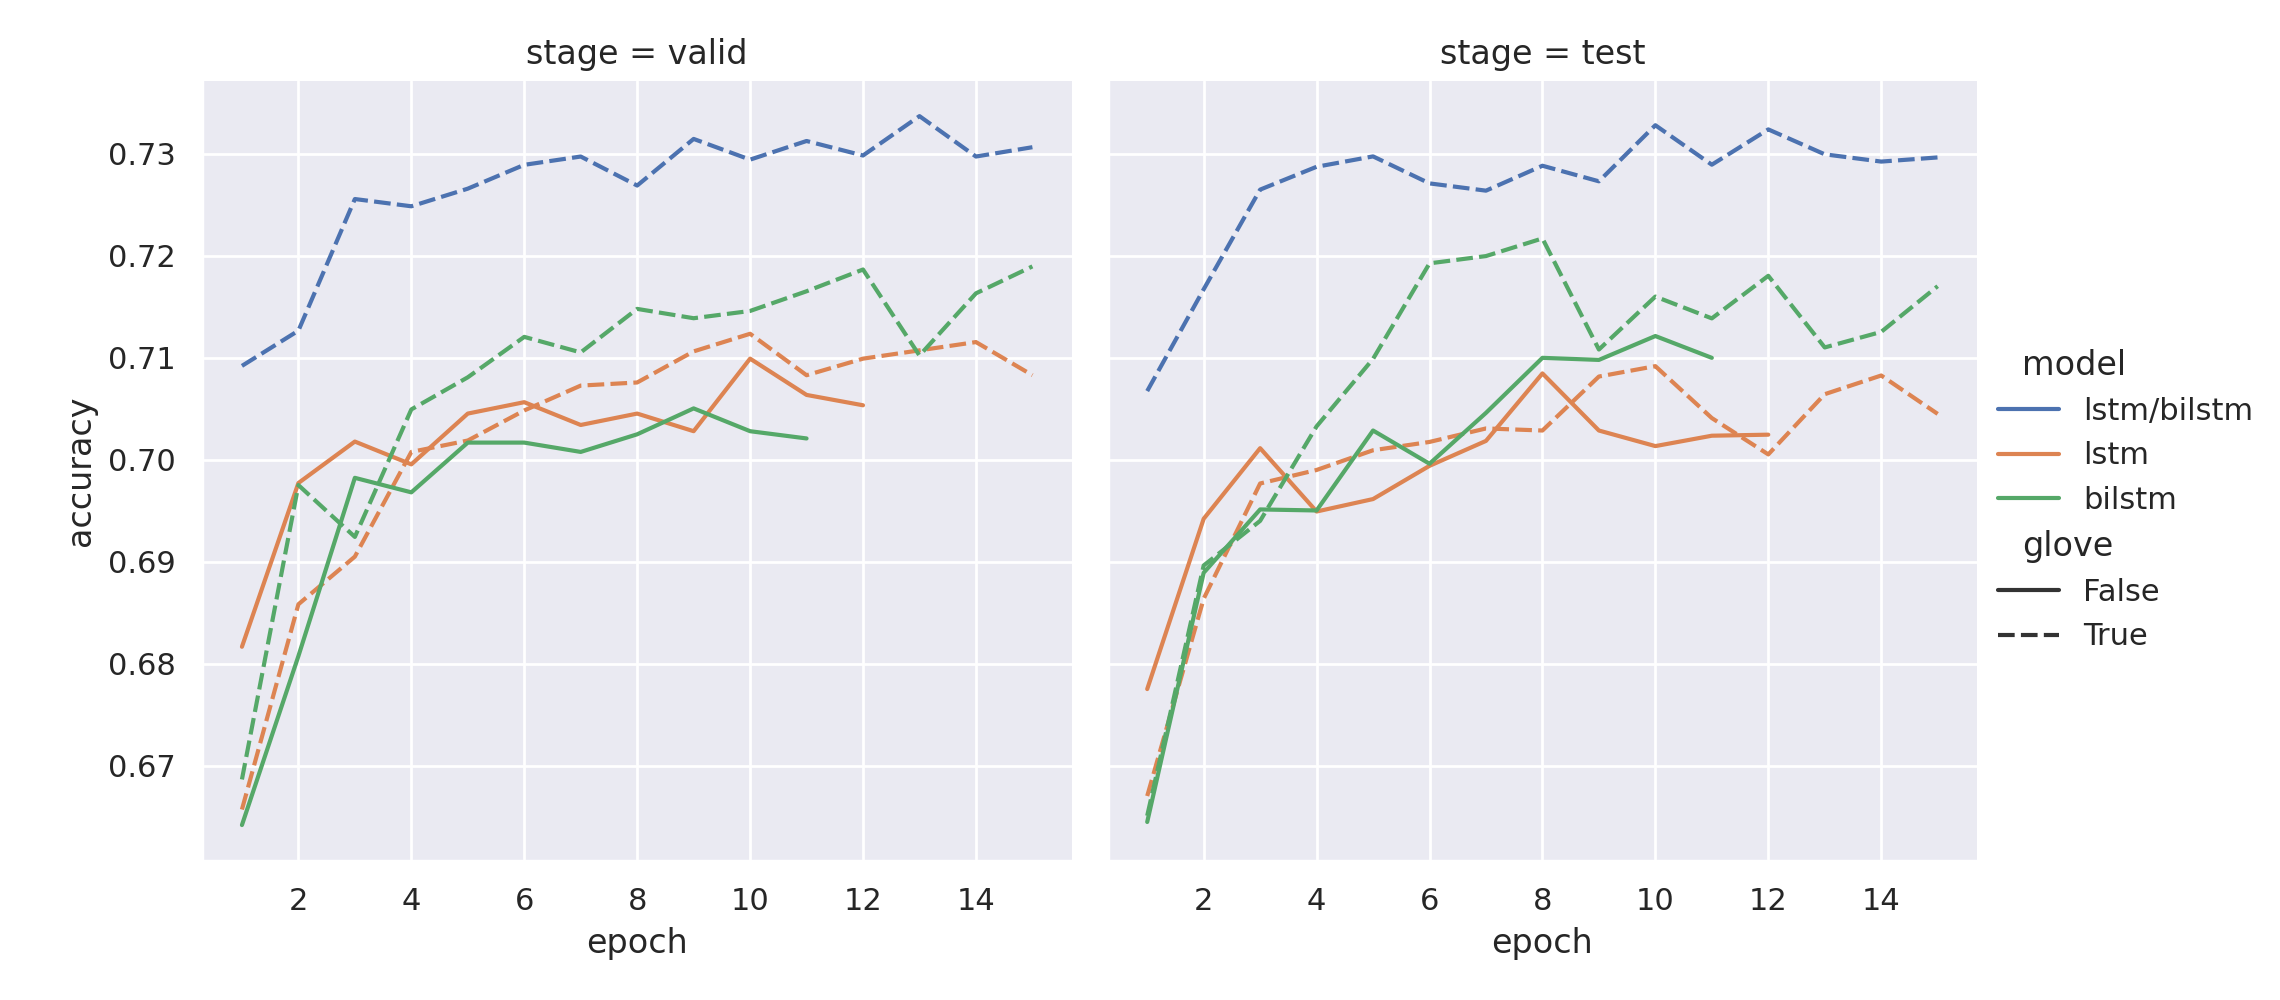 stage = valid
stage = test
accuracy
0.73
0.72
0.71
0.70
0.69
0.68
0.67
2 4 6 8 10 12 14
2 4 6 8 10 12 14
epoch
epoch
model
lstm/bilstm
lstm
bilstm
glove
False
True